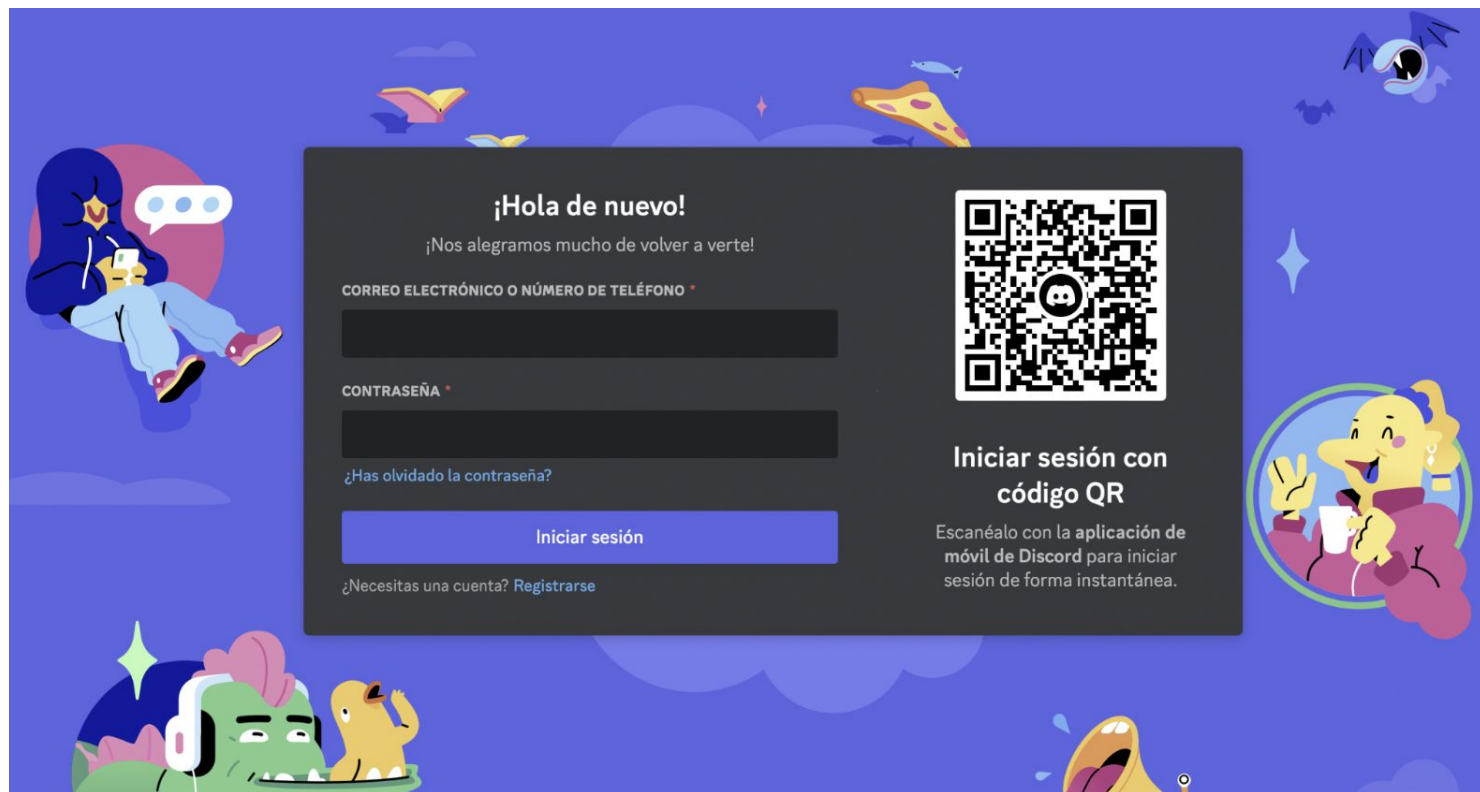 ¡Hola de nuevo!
¡Nos alegramos mucho de volver a verte!
CORREO ELECTRÓNICO O NÚMERO DE TELÉFONO *
CONTRASEÑA *
¿Has olvidado la contraseña?
Iniciar sesión
¿Necesitas una cuenta? Registrarse
Iniciar sesión con
código QR
Escanéalo con la aplicación de
móvil de Discord para iniciar
sesión de forma instantánea.